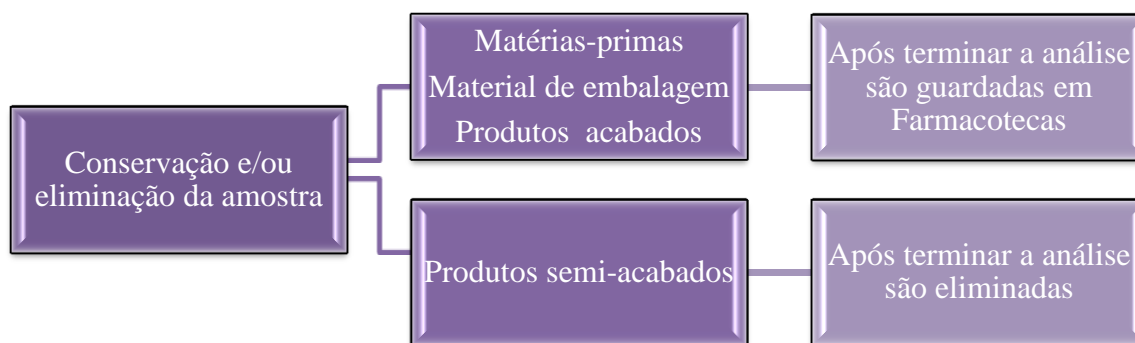 Conservação e/ou
eliminação da amostra
Matérias-primas
Material de embalagem
Produtos acabados
Após terminar a análise
são guardadas em
Farmacotecas
Produtos semi-acabados
Após terminar a análise
são eliminadas